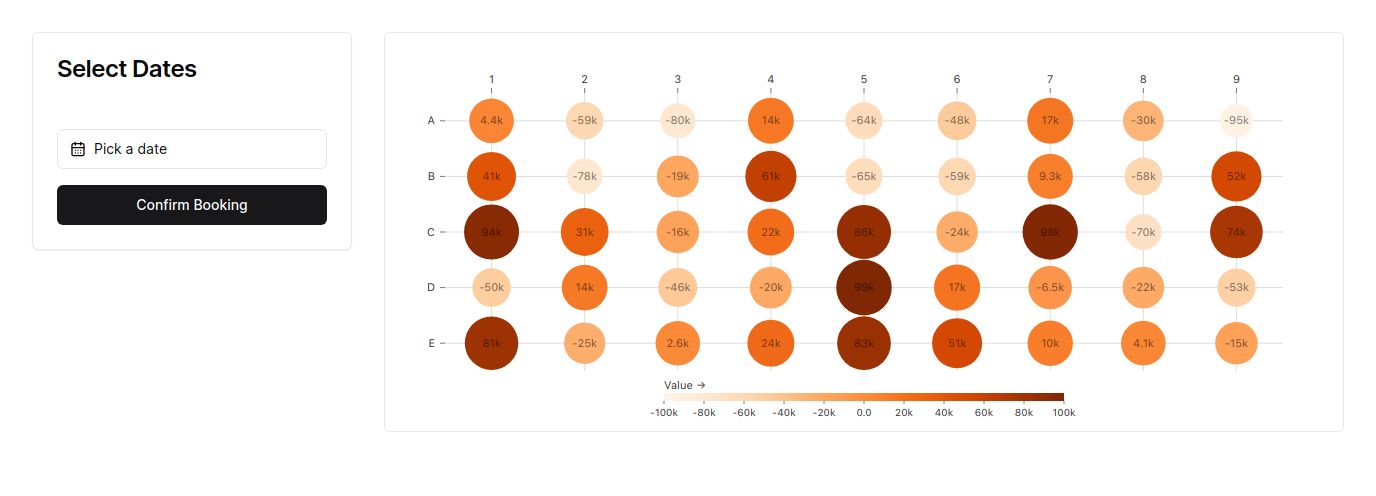 Select Dates
Pick a date
Confirm Booking
1 2 3 4 5 6 7 8 9
A 4.4k -59k -80k 14k -64k -48k 17k -30k -95k
B 41k -78k -19k 61k -65k -59k 9.3k -58k 52k
C 94k 31k -16k 22k 86k -24k 98k -70k 74k
D -50k 14k -46k -20k 99k 17k -6.5k -22k -53k
E 81k -25k 2.6k 24k 83k 51k 10k 4.1k -15k
Value →
-100k -80k -60k -40k -20k 0.0 20k 40k 60k 80k 100k